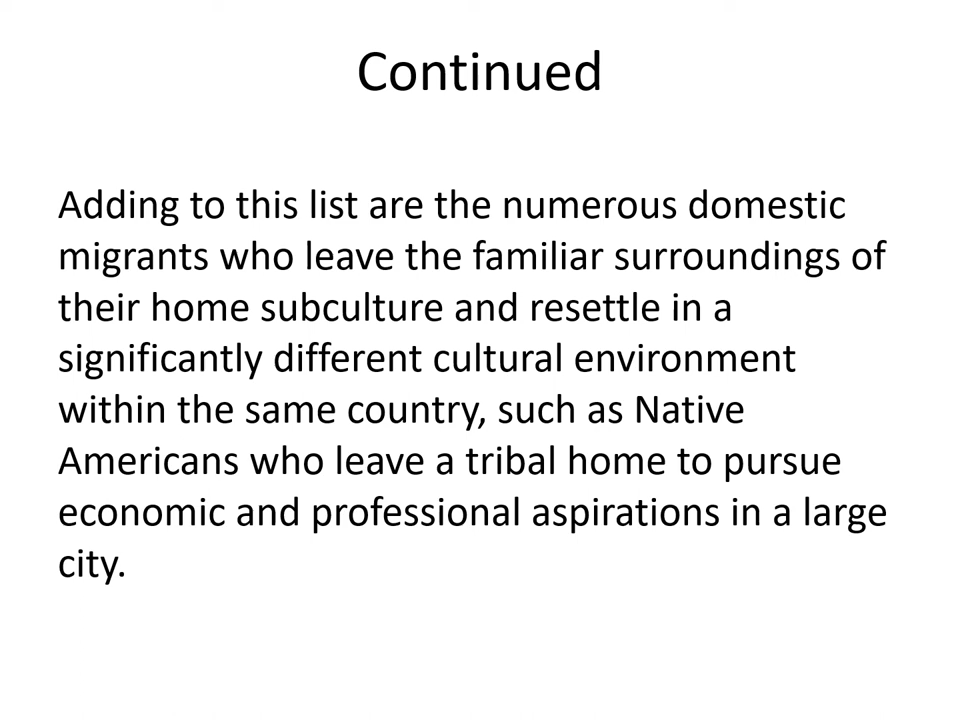 Continued
Adding to this list are the numerous domestic
migrants who leave the familiar surroundings of
their home subculture and resettle in a
significantly different cultural environment
within the same country, such as Native
Americans who leave a tribal home to pursue
economic and professional aspirations in a large
city.